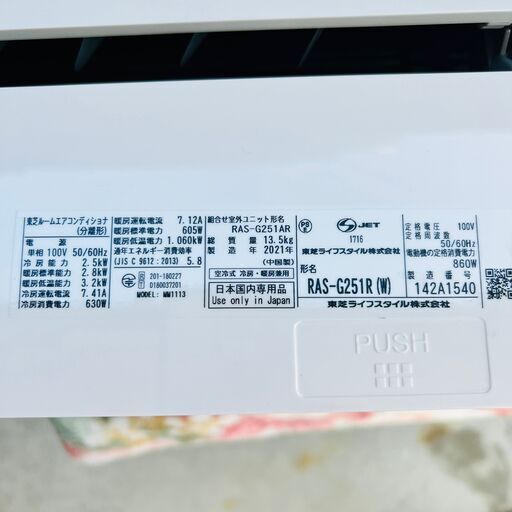 東芝ルームエアコンディショナ
(分離形)
電源
単相 100V 50/60Hz
冷房能力 2.5kW
暖房標準能力 2.8kW
暖房低温能力 3.2kW
冷房運転電流 7.41A
冷房消費電力 630W
暖房運転電流 7.12A
暖房標準電力 605W
暖房低温電力 1.060kW
通年エネルギー消費効率
(JIS C 9612:2013) 5.8
201-180227
D180037201
MODEL: MW1113
組合せ室外ユニット形名
RAS-G251AR
総質量 13.5kg
製造年 2021年
(中国製)
空冷式 冷房・暖房兼用
日本国内専用品
Use only in Japan
PS E
JET
1716
東芝ライフスタイル株式会社
形名
RAS-G251R(W)
定格電圧 100V
定格周波数
50/60Hz
電動機の定格消費電力
860W
製造番号
142A1540
東芝ライフスタイル株式会社
PUSH